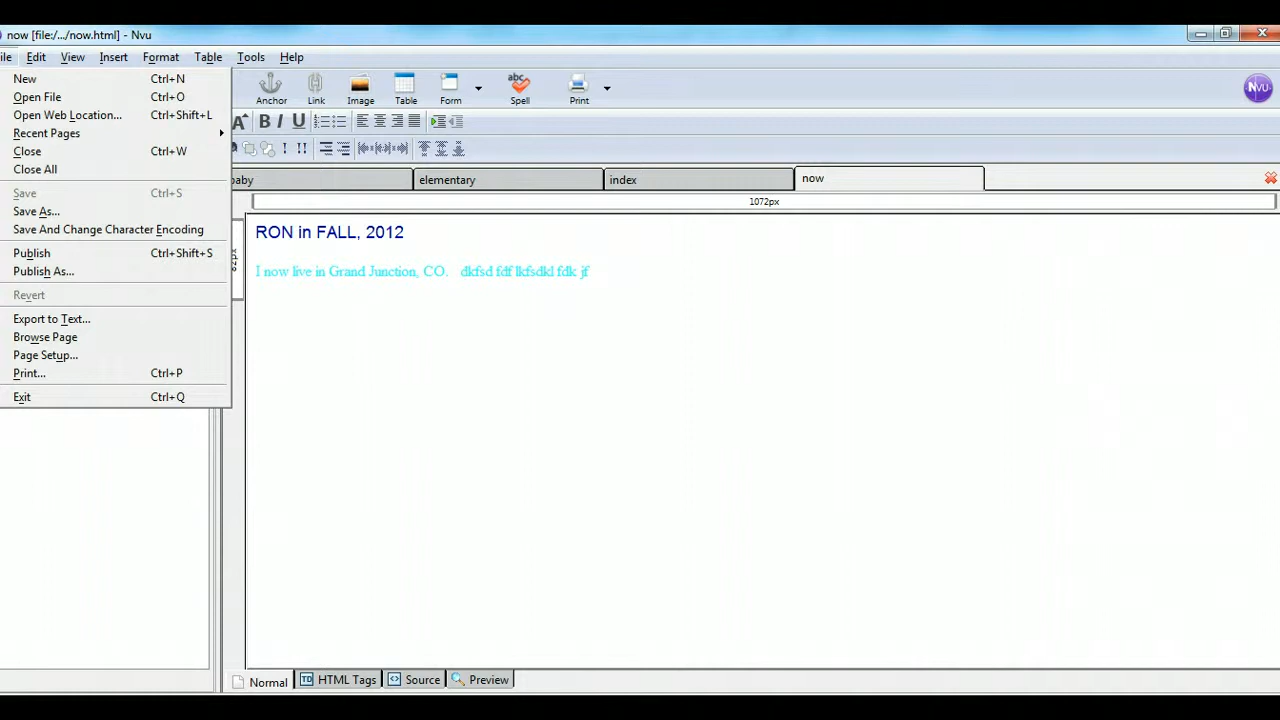 now [file:/.../now.html] - Nvu
ile Edit View Insert Format Table Tools Help
New Ctrl+N
Open File Ctrl+O
Open Web Location... Ctrl+Shift+L
Recent Pages
Close Ctrl+W
Close All
Save Ctrl+S
Save As...
Save And Change Character Encoding
Publish Ctrl+Shift+S
Publish As...
Revert
Export to Text...
Browse Page
Page Setup...
Print... Ctrl+P
Exit Ctrl+Q
Anchor Link Image Table Form Spell Print
NVU
A B I U
baby elementary index now
1072px
RON in FALL, 2012
I now live in Grand Junction, CO. dkfsd fdf lkfsdkl fdk jf
Normal HTML Tags Source Preview